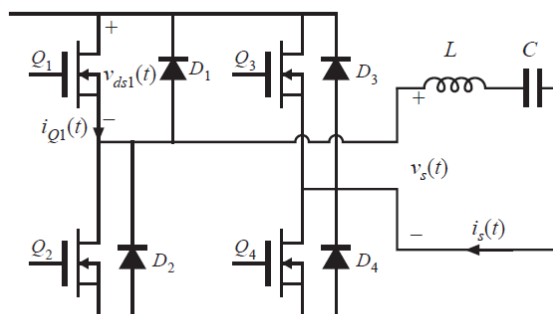 +
Q1
vds1(t)
D1
Q3
D3
L
C
−
+
iQ1(t)
vs(t)
Q2
D2
Q4
D4
−
is(t)